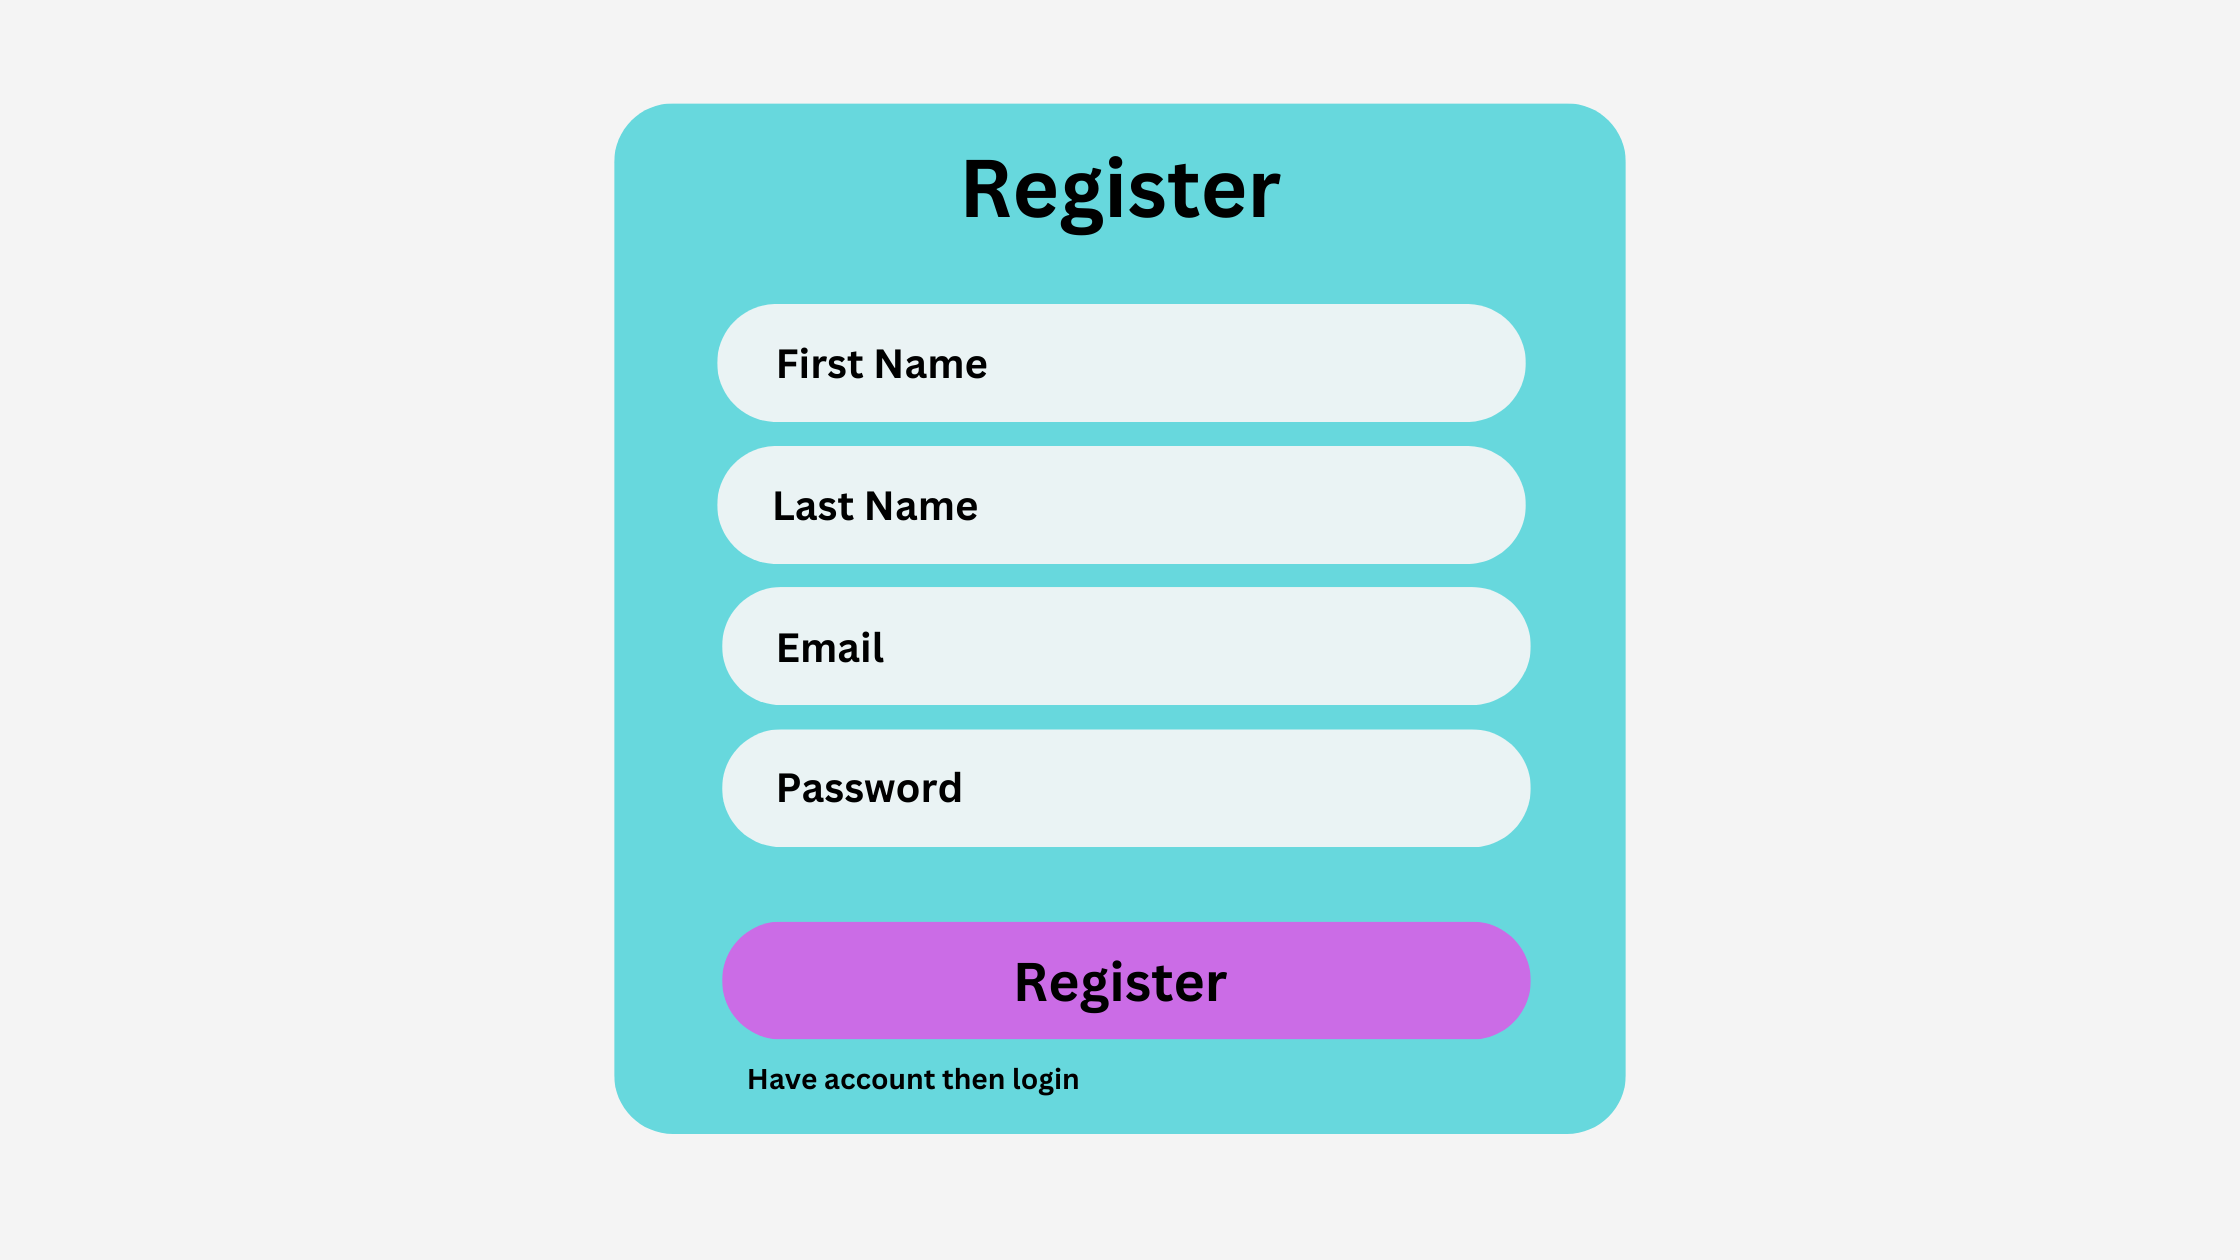 Register
First Name
Last Name
Email
Password
Register
Have account then login